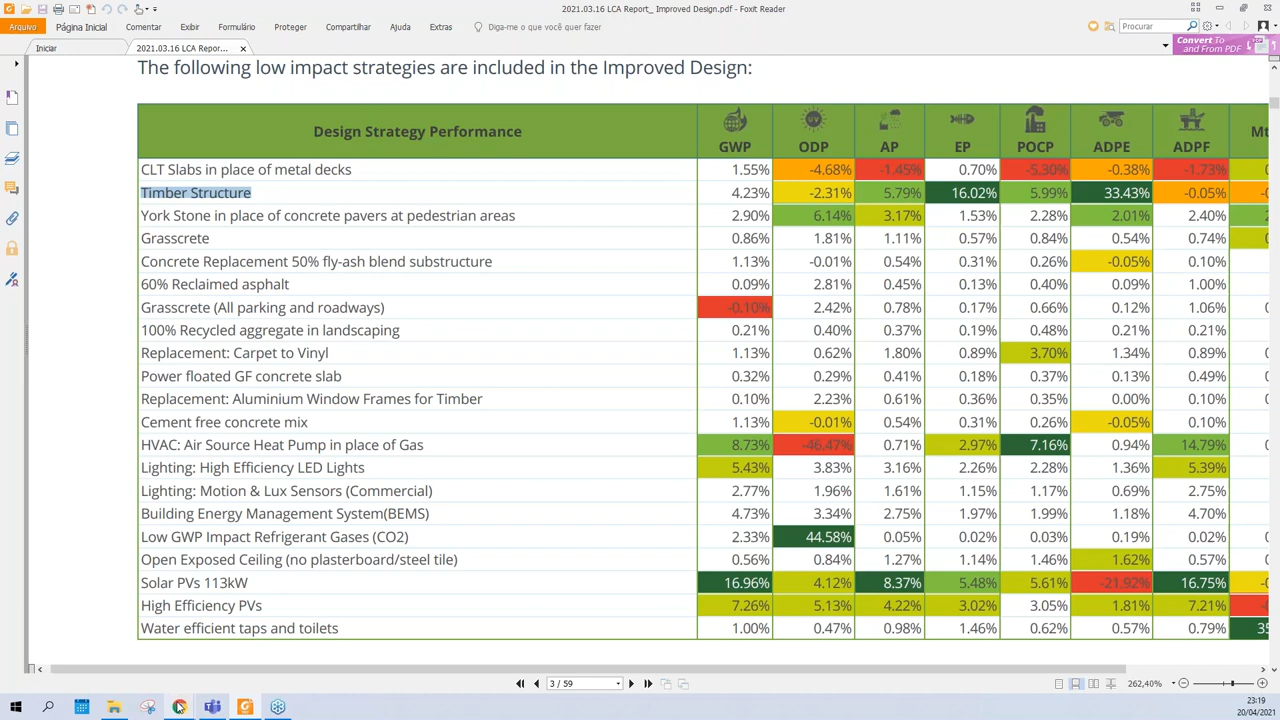 2021.03.16 LCA Report_ Improved Design.pdf - Foxit Reader
Arquivo Página Inicial Comentar Exibir Formulário Proteger Compartilhar Ajuda Diga-me o que você quer fazer Procurar
Iniciar 2021.03.16 LCA Repor... Convert To and From PDF
The following low impact strategies are included in the Improved Design:
Design Strategy Performance GWP ODP AP EP POCP ADPE ADPF
UV
CLT Slabs in place of metal decks 1.55% -4.68% -1.45% 0.70% -5.30% -0.38% -1.73%
Timber Structure 4.23% -2.31% 5.79% 16.02% 5.99% 33.43% -0.05%
York Stone in place of concrete pavers at pedestrian areas 2.90% 6.14% 3.17% 1.53% 2.28% 2.01% 2.40%
Grasscrete 0.86% 1.81% 1.11% 0.57% 0.84% 0.54% 0.74%
Concrete Replacement 50% fly-ash blend substructure 1.13% -0.01% 0.54% 0.31% 0.26% -0.05% 0.10%
60% Reclaimed asphalt 0.09% 2.81% 0.45% 0.13% 0.40% 0.09% 1.00%
Grasscrete (All parking and roadways) -0.10% 2.42% 0.78% 0.17% 0.66% 0.12% 1.06%
100% Recycled aggregate in landscaping 0.21% 0.40% 0.37% 0.19% 0.48% 0.21% 0.21%
Replacement: Carpet to Vinyl 1.13% 0.62% 1.80% 0.89% 3.70% 1.34% 0.89%
Power floated GF concrete slab 0.32% 0.29% 0.41% 0.18% 0.37% 0.13% 0.49%
Replacement: Aluminium Window Frames for Timber 0.10% 2.23% 0.61% 0.36% 0.35% 0.00% 0.10%
Cement free concrete mix 1.13% -0.01% 0.54% 0.31% 0.26% -0.05% 0.10%
HVAC: Air Source Heat Pump in place of Gas 8.73% -46.47% 0.71% 2.97% 7.16% 0.94% 14.79%
Lighting: High Efficiency LED Lights 5.43% 3.83% 3.16% 2.26% 2.28% 1.36% 5.39%
Lighting: Motion & Lux Sensors (Commercial) 2.77% 1.96% 1.61% 1.15% 1.17% 0.69% 2.75%
Building Energy Management System(BEMS) 4.73% 3.34% 2.75% 1.97% 1.99% 1.18% 4.70%
Low GWP Impact Refrigerant Gases (CO2) 2.33% 44.58% 0.05% 0.02% 0.03% 0.19% 0.02%
Open Exposed Ceiling (no plasterboard/steel tile) 0.56% 0.84% 1.27% 1.14% 1.46% 1.62% 0.57%
Solar PVs 113kW 16.96% 4.12% 8.37% 5.48% 5.61% -21.92% 16.75%
High Efficiency PVs 7.26% 5.13% 4.22% 3.02% 3.05% 1.81% 7.21%
Water efficient taps and toilets 1.00% 0.47% 0.98% 1.46% 0.62% 0.57% 0.79% 35
3 / 59 262,40%
23:19
20/04/2021